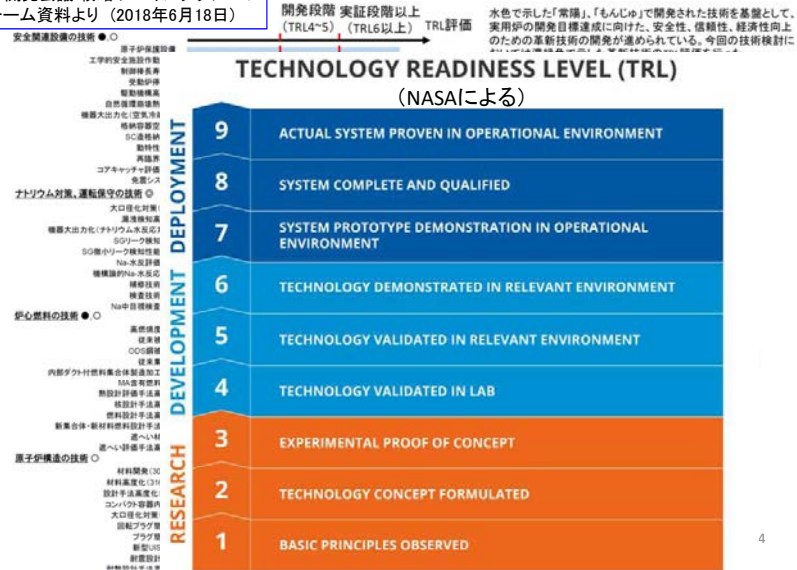 ーム資料より(2018年6月18日)
開発段階 実証段階以上
(TRL4~5) (TRL6以上) TRL評価
水色で示した「常陽」、「もんじゅ」で開発された技術を基盤として、
実用炉の開発目標達成に向けた、安全性、信頼性、経済性向上
のための革新技術の開発が進められている。今回の技術検討に
安全関連設備の技術 ●,○
原子炉保護設備
工学的安全施設作動
制御棒長寿
受動炉停
駆動機構高
自然循環崩壊熱
機器大出力化(空気冷却
格納容器空
SC造格納
動特性
再臨界
コアキャッチャ評価
免震シス
ナトリウム対策、運転保守の技術 ◎
大口径化対策
漏洩検知高
機器大出力化(ナトリウム水反応
SGリーク検知
SG微小リーク検知性能
Na-水反評価
機構論的Na-水反応
補修技術
検査技術
Na中目視検査
炉心燃料の技術 ●,○
高燃焼度
従来被
ODS鋼被
従来集
内部ダクト付燃料集合体製造加工
MA含有燃料
熱設計評価手法高
核設計手法高
燃料設計手法高
新集合体・新材料燃料設計手法
遮へい材
遮へい評価手法高
原子炉構造の技術 ○
材料開発(30
材料高度化(31
設計手法高度化
コンパクト容器内
大口径化対策
回転プラグ簡
プラグ簡
新型UIS
耐震設計
TECHNOLOGY READINESS LEVEL (TRL)
(NASAによる)
DEPLOYMENT
9 ACTUAL SYSTEM PROVEN IN OPERATIONAL ENVIRONMENT
8 SYSTEM COMPLETE AND QUALIFIED
7 SYSTEM PROTOTYPE DEMONSTRATION IN OPERATIONAL
ENVIRONMENT
DEVELOPMENT
6 TECHNOLOGY DEMONSTRATED IN RELEVANT ENVIRONMENT
5 TECHNOLOGY VALIDATED IN RELEVANT ENVIRONMENT
4 TECHNOLOGY VALIDATED IN LAB
RESEARCH
3 EXPERIMENTAL PROOF OF CONCEPT
2 TECHNOLOGY CONCEPT FORMULATED
1 BASIC PRINCIPLES OBSERVED
4